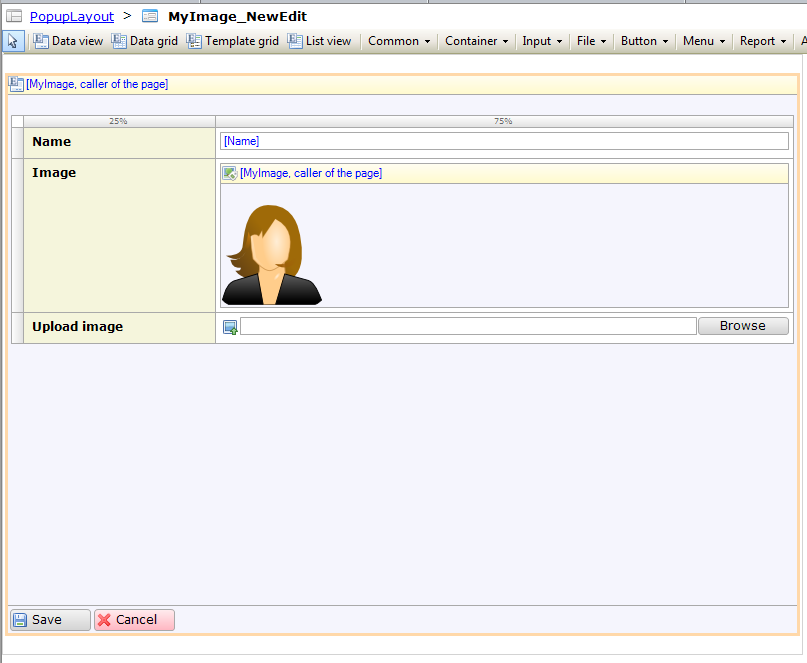 PopupLayout > MyImage_NewEdit
Data view Data grid Template grid List view Common Container Input File Button Menu Report A
[MyImage, caller of the page]
25% 75%
Name [Name]
Image [MyImage, caller of the page]
Upload image Browse
Save Cancel